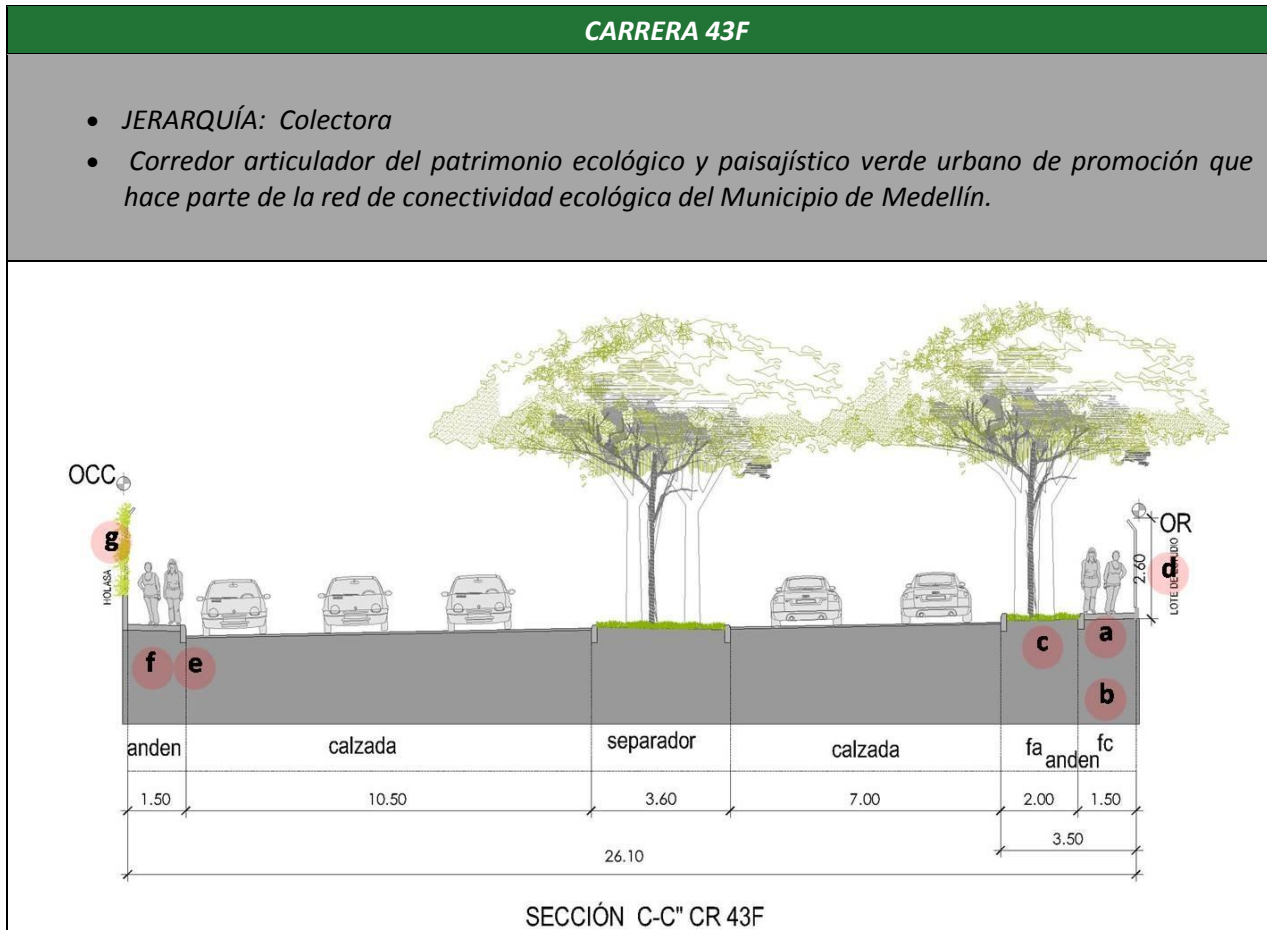 CARRERA 43F
• JERARQUÍA: Colectora
• Corredor articulador del patrimonio ecológico y paisajístico verde urbano de promoción que
hace parte de la red de conectividad ecológica del Municipio de Medellín.
OCC
OR
g
HOLASA
2.60
d
LOTE DE ESTUDIO
f e
c
a
b
anden calzada separador calzada fa anden fc
1.50 10.50 3.60 7.00 2.00 1.50
3.50
26.10
SECCIÓN C-C" CR 43F